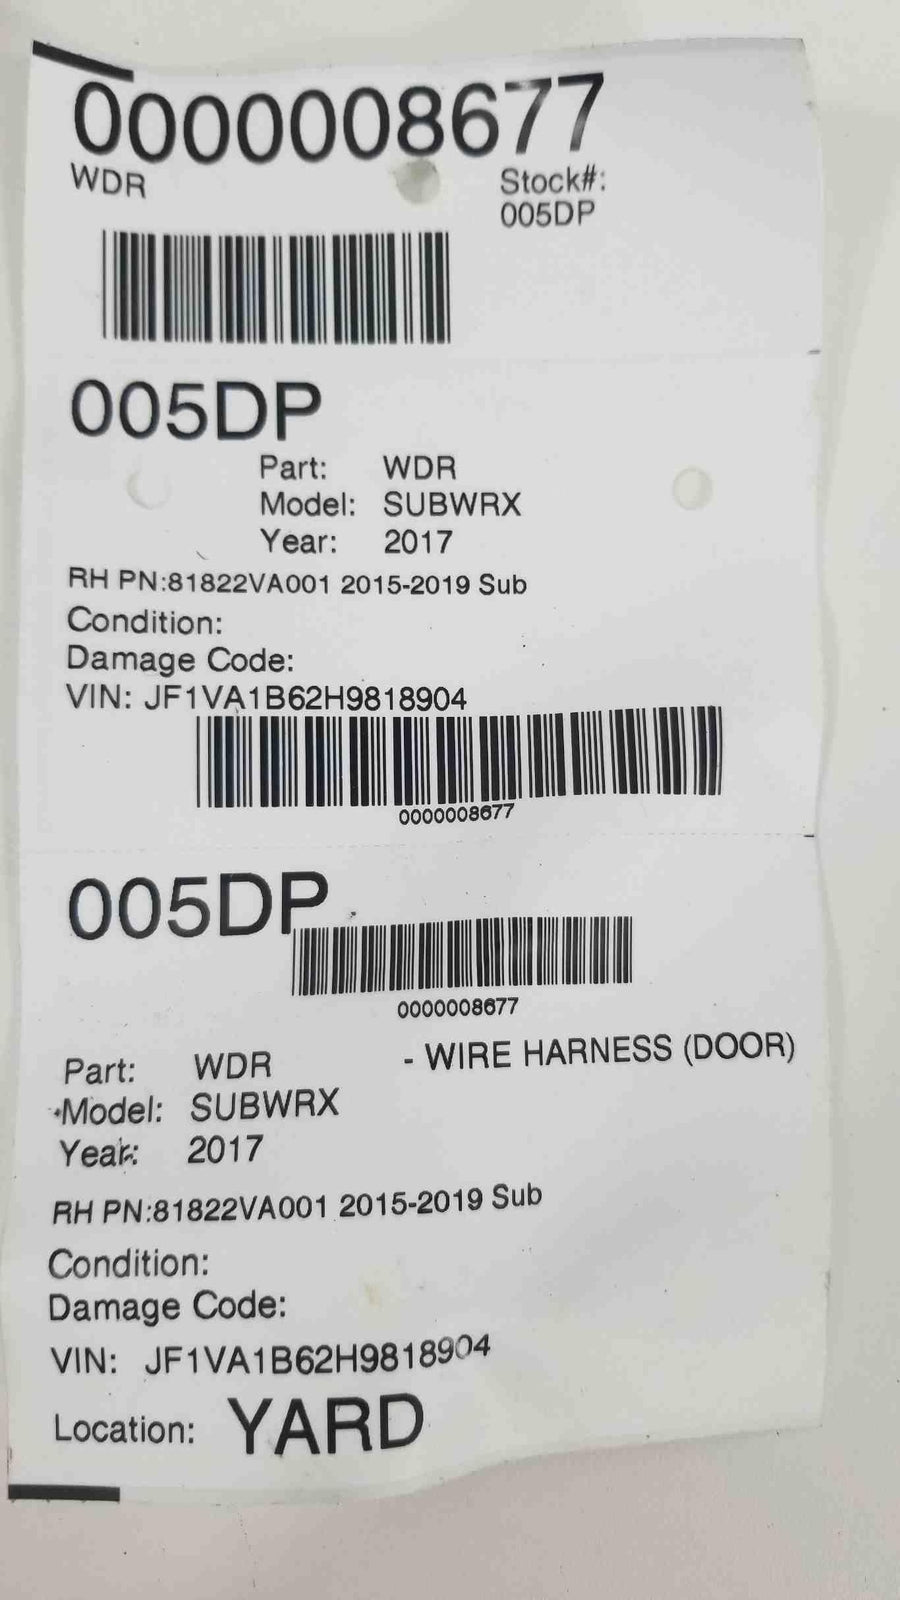 0000008677
WDR
Stock#:
005DP
005DP
Part: WDR
Model: SUBWRX
Year: 2017
RH PN:81822VA001 2015-2019 Sub
Condition:
Damage Code:
VIN: JF1VA1B62H9818904
0000008677
005DP
0000008677
Part: WDR - WIRE HARNESS (DOOR)
Model: SUBWRX
Year: 2017
RH PN:81822VA001 2015-2019 Sub
Condition:
Damage Code:
VIN: JF1VA1B62H9818904
Location: YARD